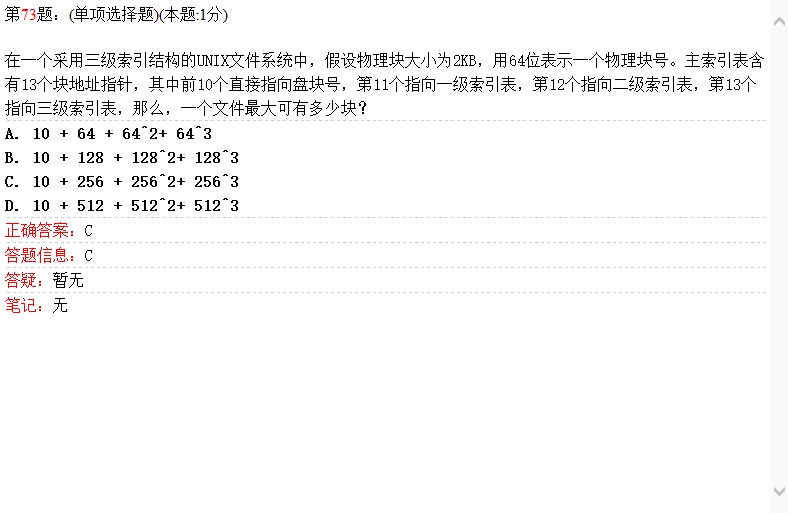 第73题：(单项选择题)(本题:1分)
在一个采用三级索引结构的UNIX文件系统中，假设物理块大小为2KB，用64位表示一个物理块号。主索引表含
有13个块地址指针，其中前10个直接指向盘块号，第11个指向一级索引表，第12个指向二级索引表，第13个
指向三级索引表，那么，一个文件最大可有多少块？
A. 10 + 64 + 64^2+ 64^3
B. 10 + 128 + 128^2+ 128^3
C. 10 + 256 + 256^2+ 256^3
D. 10 + 512 + 512^2+ 512^3
正确答案：C
答题信息：C
答疑：暂无
笔记：无